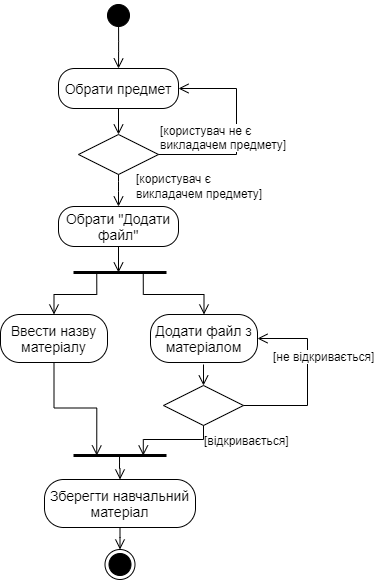 Обрати предмет
[користувач не є
викладачем предмету]
[користувач є
викладачем предмету]
Обрати "Додати
файл"
Ввести назву
матеріалу
Додати файл з
матеріалом
[не відкривається]
[відкривається]
Зберегти навчальний
матеріал